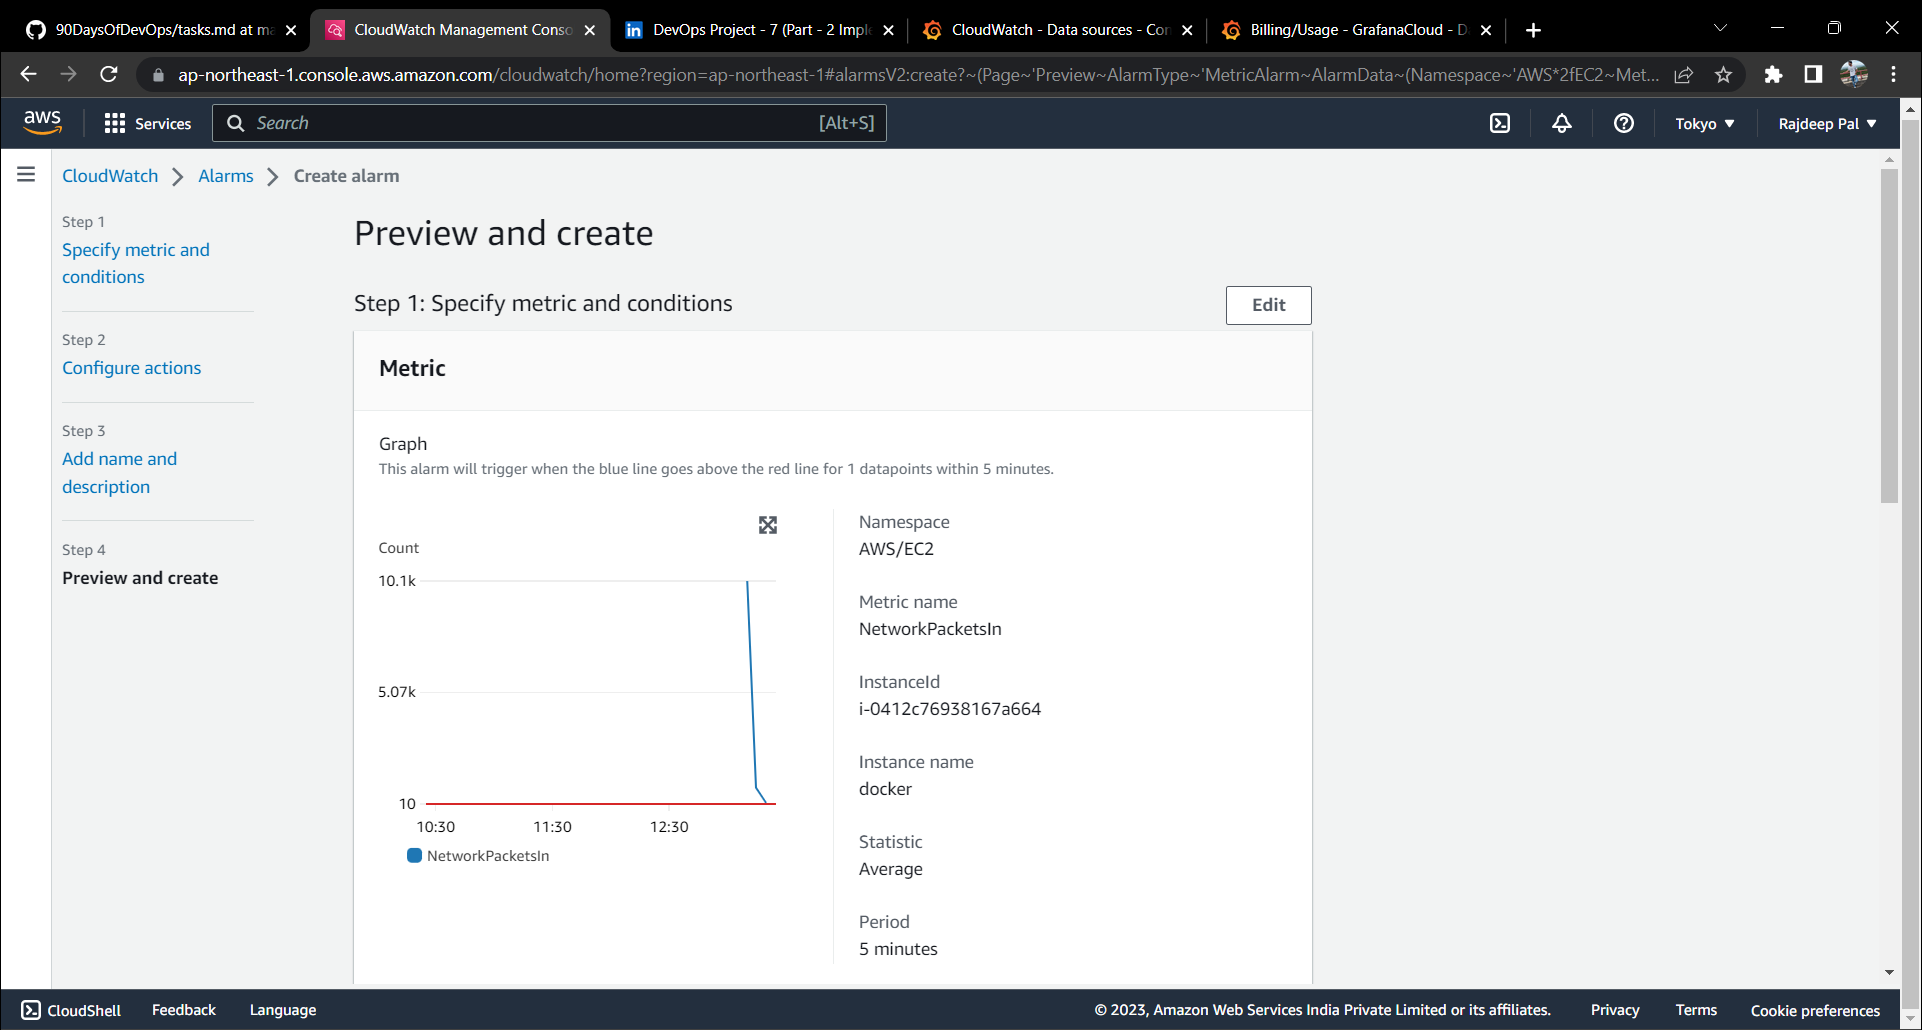 90DaysOfDevOps/tasks.md at ma
CloudWatch Management Conso
DevOps Project - 7 (Part - 2 Imple
CloudWatch - Data sources - Con
Billing/Usage - GrafanaCloud - D
ap-northeast-1.console.aws.amazon.com/cloudwatch/home?region=ap-northeast-1#alarmsV2:create?~(Page~'Preview~AlarmType~'MetricAlarm~AlarmData~(Namespace~'AWS*2fEC2~Met...
aws
Services
Search
[Alt+S]
Tokyo
Rajdeep Pal
CloudWatch
Alarms
Create alarm
Step 1
Specify metric and
conditions
Step 2
Configure actions
Step 3
Add name and
description
Step 4
Preview and create
Preview and create
Step 1: Specify metric and conditions
Edit
Metric
Graph
This alarm will trigger when the blue line goes above the red line for 1 datapoints within 5 minutes.
Count
10.1k
5.07k
10
10:30
11:30
12:30
NetworkPacketsIn
Namespace
AWS/EC2
Metric name
NetworkPacketsIn
InstanceId
i-0412c76938167a664
Instance name
docker
Statistic
Average
Period
5 minutes
CloudShell
Feedback
Language
© 2023, Amazon Web Services India Private Limited or its affiliates.
Privacy
Terms
Cookie preferences